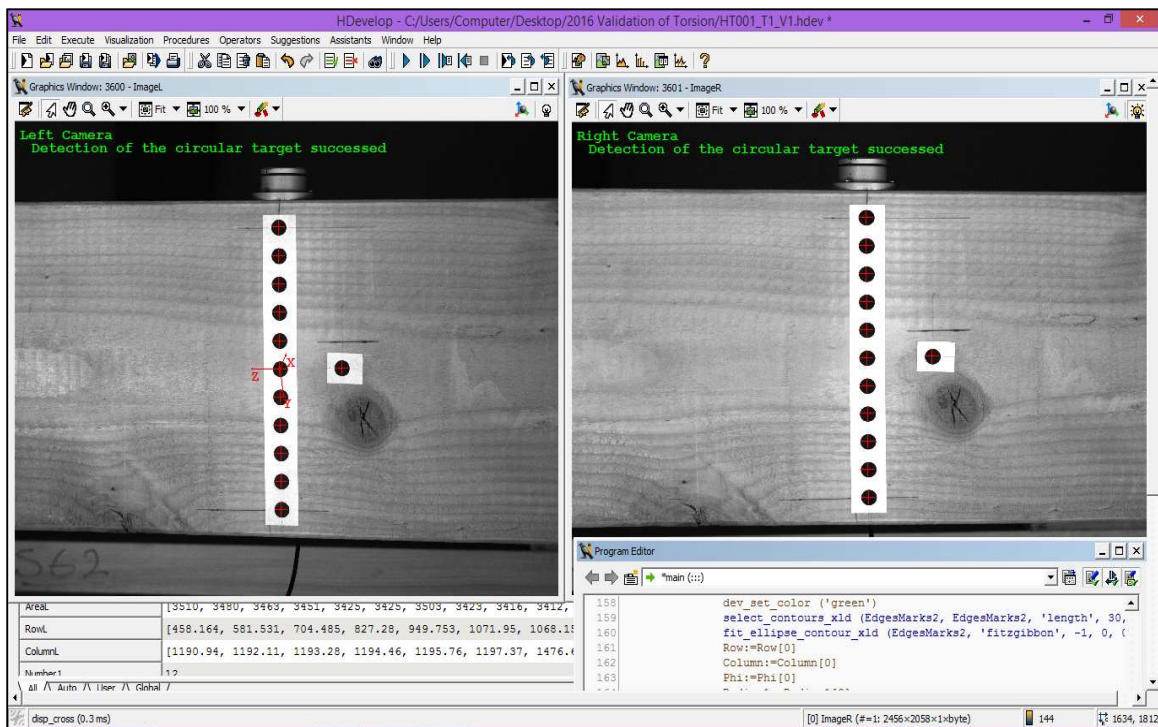 HDevelop - C:/Users/Computer/Desktop/2016 Validation of Torsion/HT001_T1_V1.hdev *
File Edit Execute Visualization Procedures Operators Suggestions Assistants Window Help
Graphics Window: 3600 - ImageL
Fit 100 %
Left Camera
Detection of the circular target successed
X
Z
Y
S62
Graphics Window: 3601 - ImageR
Fit 100 %
Right Camera
Detection of the circular target successed
AreaL [3510, 3480, 3463, 3451, 3425, 3425, 3503, 3423, 3416, 3412,
RowL [458.164, 581.531, 704.485, 827.28, 949.753, 1071.95, 1068.15
ColumnL [1190.94, 1192.11, 1193.28, 1194.46, 1195.76, 1197.37, 1476.6
Number1 12
All Auto User Global
Program Editor
*main (:::)
158 dev_set_color ('green')
159 select_contours_xld (EdgesMarks2, EdgesMarks2, 'length', 30,
160 fit_ellipse_contour_xld (EdgesMarks2, 'fitzgibbon', -1, 0, 0
161 Row:=Row[0]
162 Column:=Column[0]
163 Phi:=Phi[0]
disp_cross (0.3 ms)
[0] ImageR (#=1: 2456×2058×1×byte) 144 1634, 1812